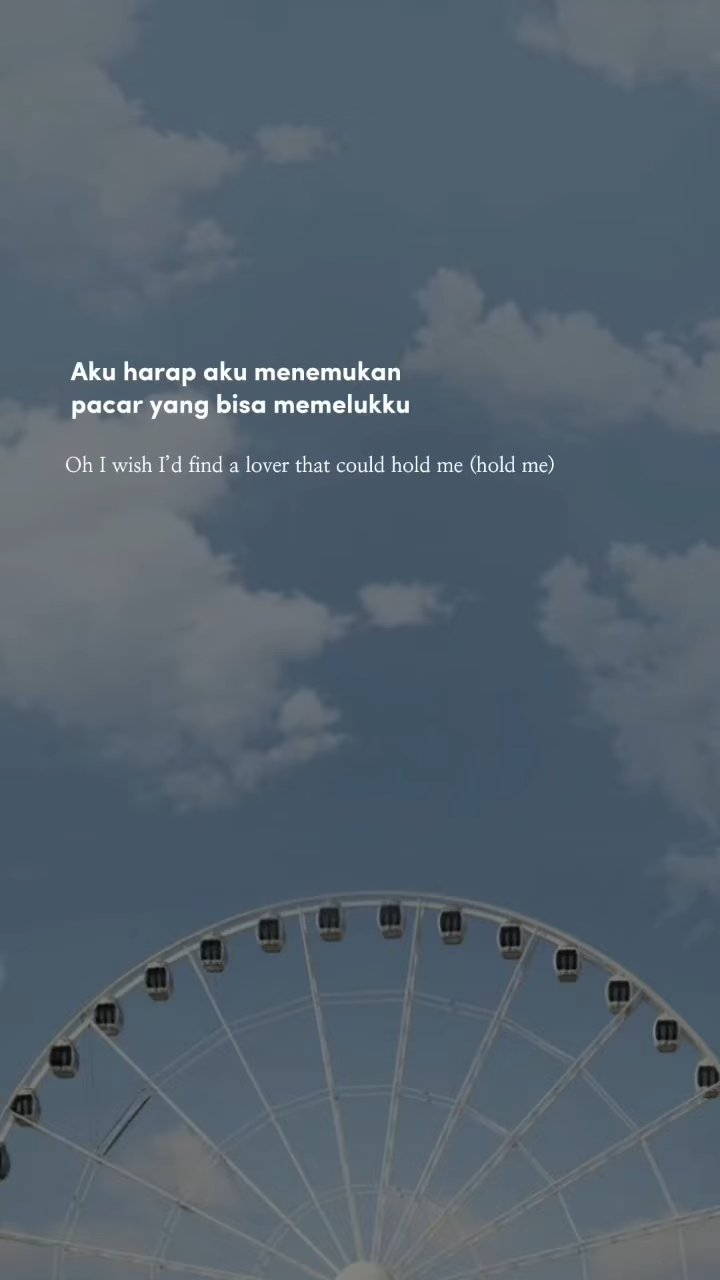 Aku harap aku menemukan
pacar yang bisa memelukku
Oh I wish I’d find a lover that could hold me (hold me)